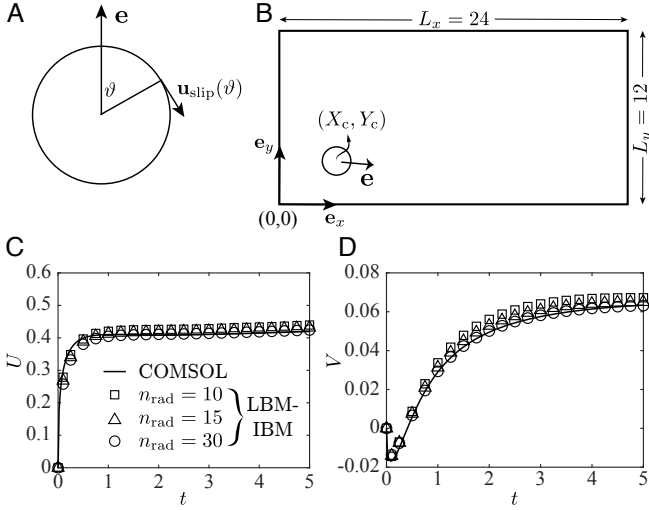 A
e
ϑ
u_slip(ϑ)
B
L_x = 24
L_y = 12
(X_c, Y_c)
e_y
e
(0,0)
e_x
C
0.6
0.5
0.4
0.3
0.2
0.1
0
U
COMSOL
n_rad = 10
n_rad = 15
n_rad = 30
LBM-
IBM
0 1 2 3 4 5
t
D
0.08
0.06
0.04
0.02
0
-0.02
V
0 1 2 3 4 5
t